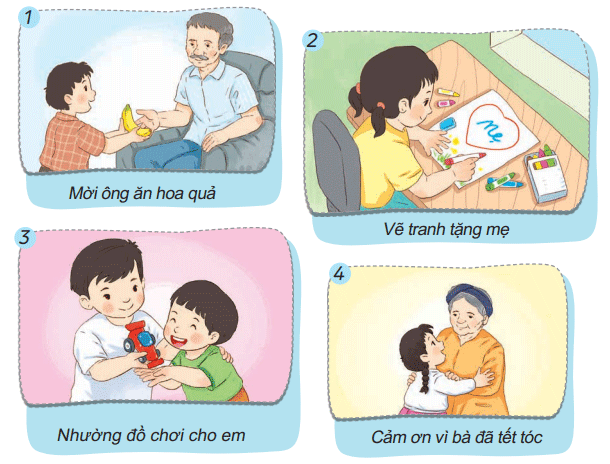 1
Mời ông ăn hoa quả
2
Mẹ
Vẽ tranh tặng mẹ
3
Nhường đồ chơi cho em
4
Cảm ơn vì bà đã tết tóc